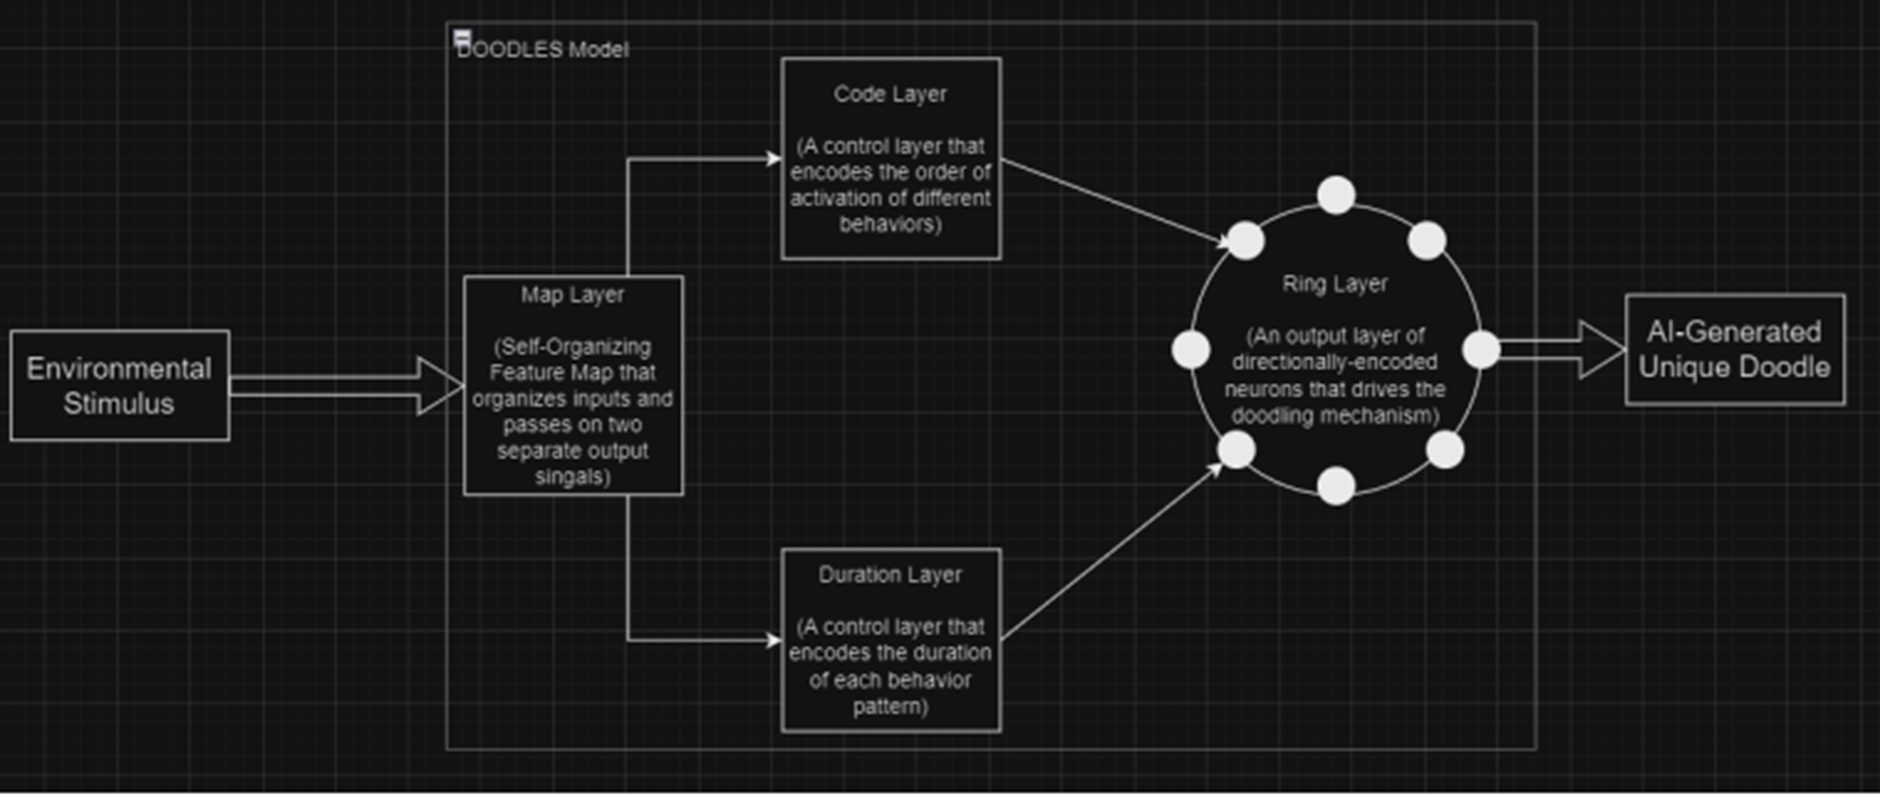 DOODLES Model
Code Layer
(A control layer that
encodes the order of
activation of different
behaviors)
Environmental
Stimulus
Map Layer
(Self-Organizing
Feature Map that
organizes inputs and
passes on two
separate output
singals)
Duration Layer
(A control layer that
encodes the duration
of each behavior
pattern)
Ring Layer
(An output layer of
directionally-encoded
neurons that drives the
doodling mechanism)
AI-Generated
Unique Doodle